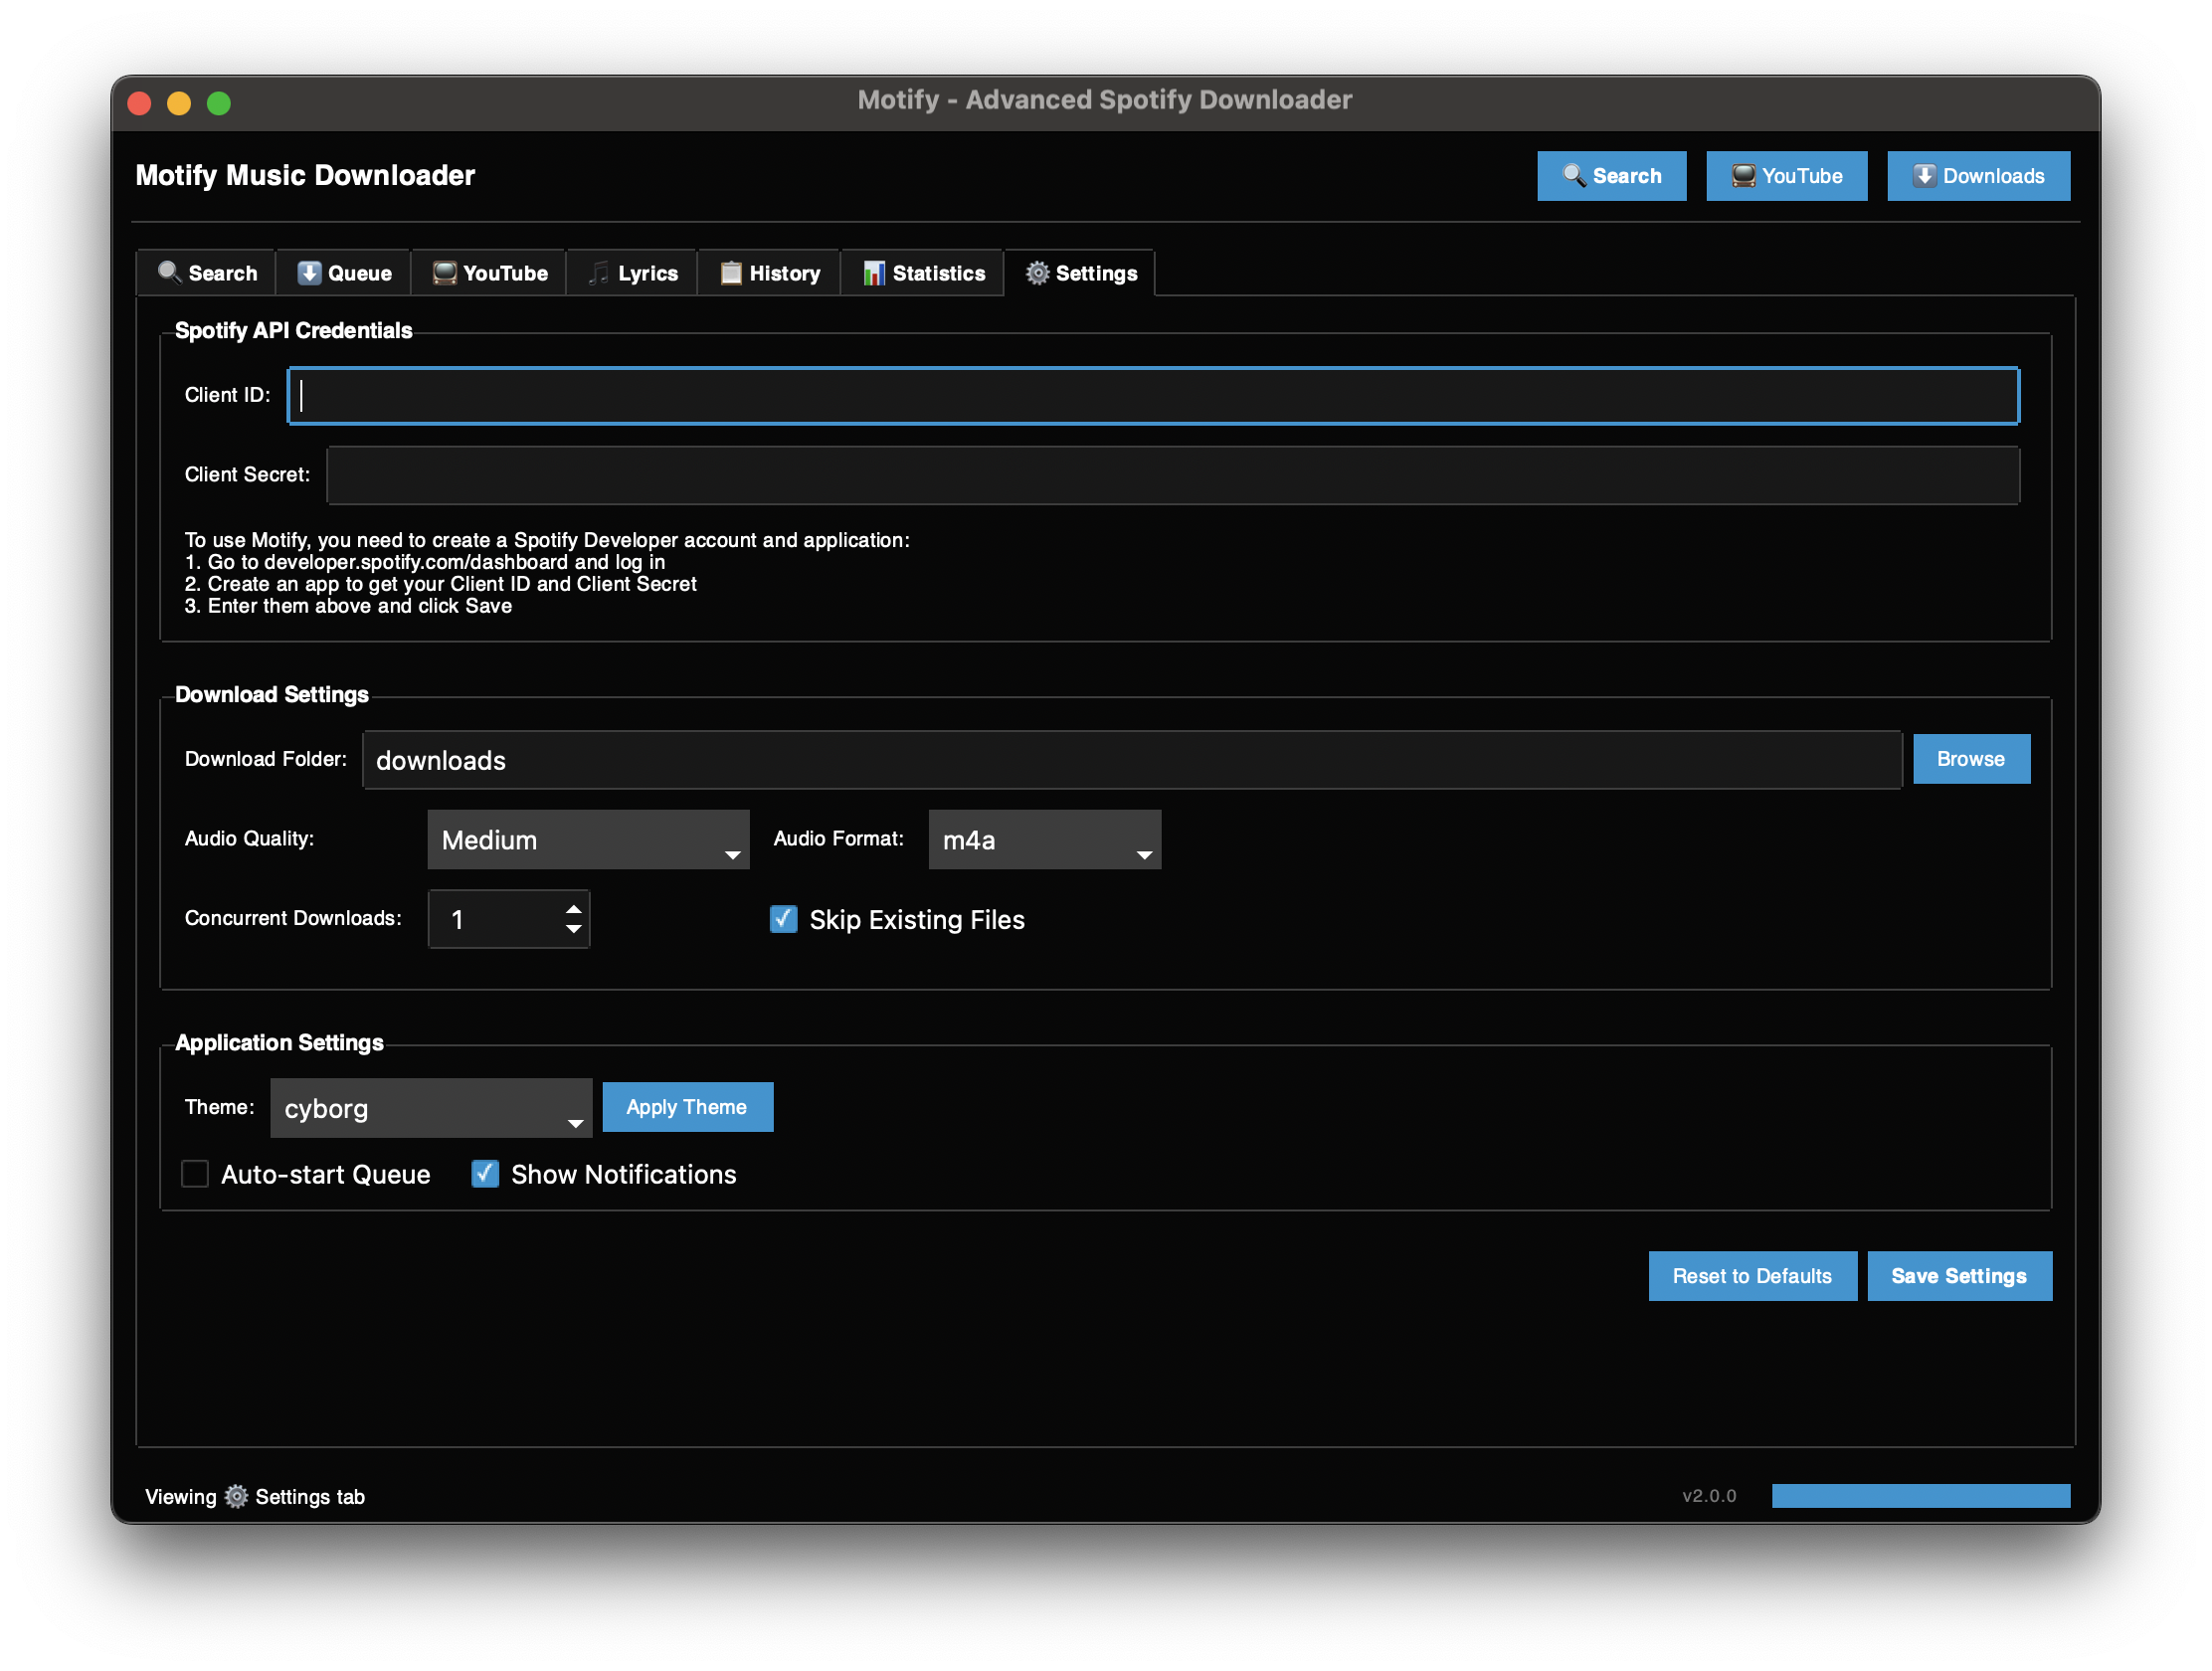 Motify - Advanced Spotify Downloader
Motify Music Downloader
Search YouTube Downloads
Search Queue YouTube Lyrics History Statistics Settings
Spotify API Credentials
Client ID:
Client Secret:
To use Motify, you need to create a Spotify Developer account and application:
1. Go to developer.spotify.com/dashboard and log in
2. Create an app to get your Client ID and Client Secret
3. Enter them above and click Save
Download Settings
Download Folder: downloads Browse
Audio Quality: Medium Audio Format: m4a
Concurrent Downloads: 1 Skip Existing Files
Application Settings
Theme: cyborg Apply Theme
Auto-start Queue Show Notifications
Reset to Defaults Save Settings
Viewing Settings tab v2.0.0